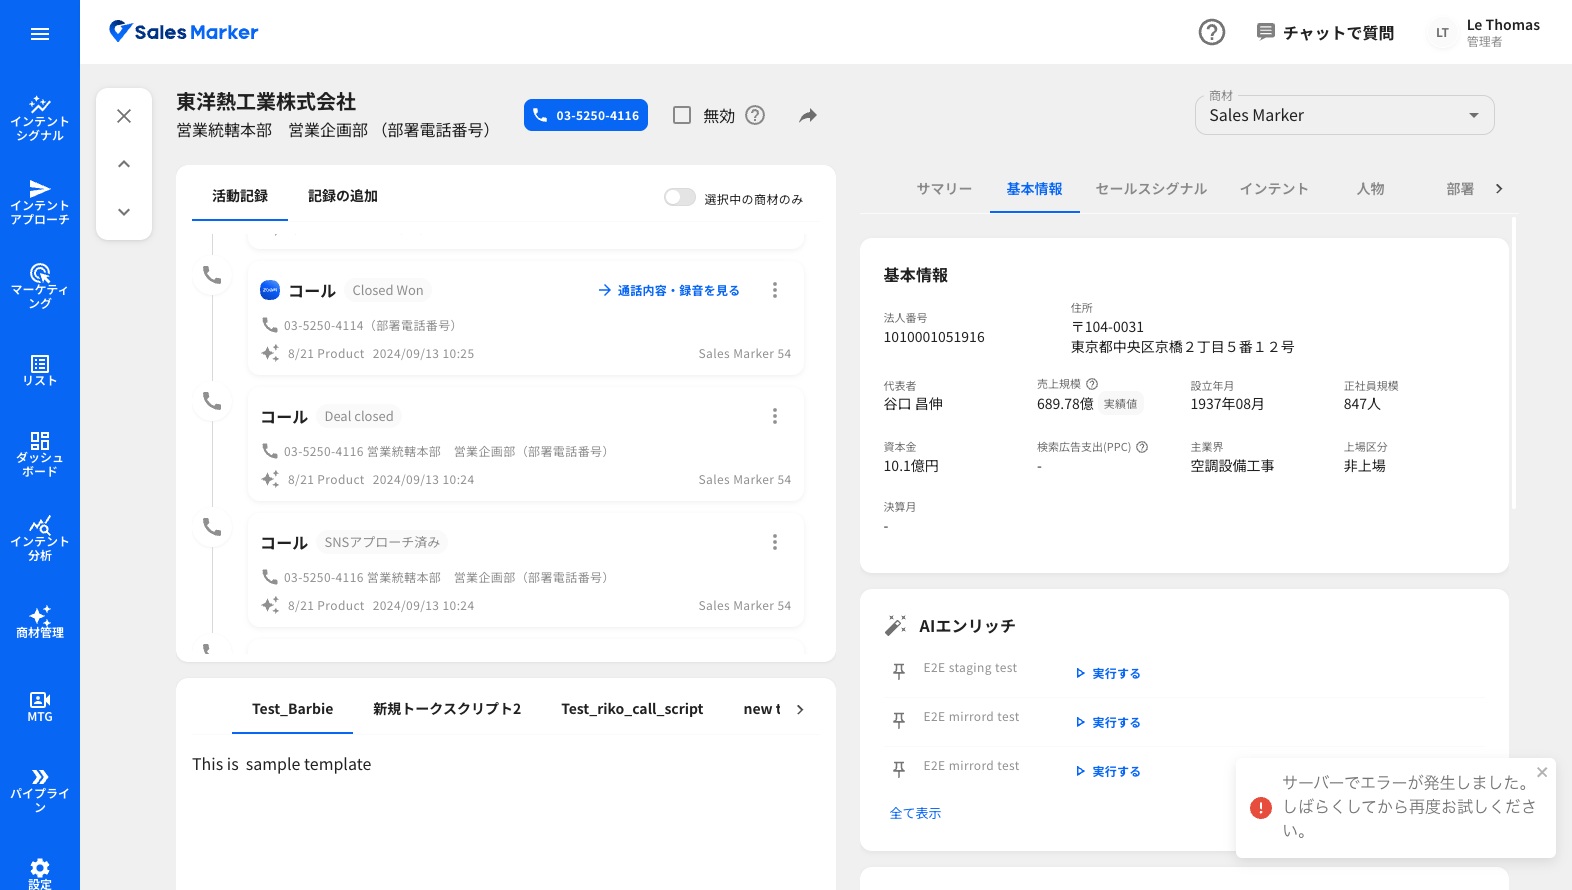 Sales Marker
チャットで質問
LT
Le Thomas
管理者
インテント
シグナル
インテント
アプローチ
マーケティ
ング
リスト
ダッシュ
ボード
インテント
分析
商材管理
MTG
パイプライ
ン
設定
東洋熱工業株式会社
営業統轄本部　営業企画部 （部署電話番号）
03-5250-4116
無効
商材
Sales Marker
活動記録
記録の追加
選択中の商材のみ
zoom
コール
Closed Won
通話内容・録音を見る
03-5250-4114（部署電話番号）
8/21 Product 2024/09/13 10:25
Sales Marker 54
コール
Deal closed
03-5250-4116 営業統轄本部　営業企画部（部署電話番号）
8/21 Product 2024/09/13 10:24
Sales Marker 54
コール
SNSアプローチ済み
03-5250-4116 営業統轄本部　営業企画部（部署電話番号）
8/21 Product 2024/09/13 10:24
Sales Marker 54
Test_Barbie
新規トークスクリプト2
Test_riko_call_script
new t
This is sample template
サマリー
基本情報
セールスシグナル
インテント
人物
部署
基本情報
法人番号
1010001051916
住所
〒104-0031
東京都中央区京橋２丁目５番１２号
代表者
谷口 昌伸
売上規模
689.78億
実績値
設立年月
1937年08月
正社員規模
847人
資本金
10.1億円
検索広告支出(PPC)
-
主業界
空調設備工事
上場区分
非上場
決算月
-
AIエンリッチ
E2E staging test
実行する
E2E mirrord test
実行する
E2E mirrord test
実行する
全て表示
サーバーでエラーが発生しました。
しばらくしてから再度お試しくださ
い。